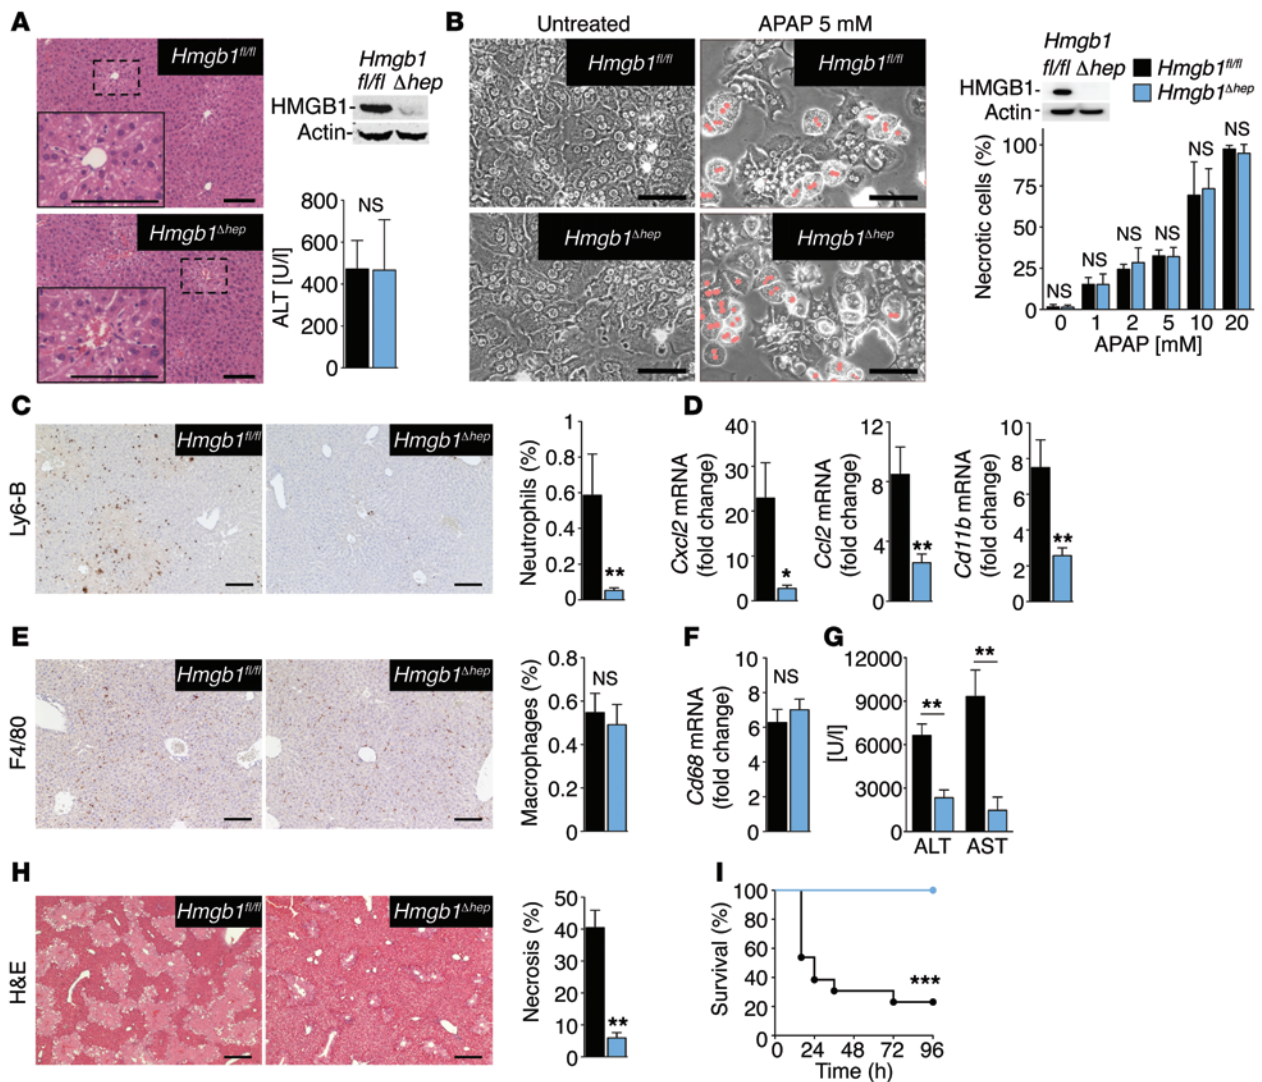 A
Hmgb1fl/fl
Hmgb1
fl/fl Δhep
HMGB1-
Actin-
Hmgb1Δhep
800
600
400
200
0
ALT [U/l]
NS
B
Untreated
APAP 5 mM
Hmgb1fl/fl
Hmgb1fl/fl
Hmgb1Δhep
Hmgb1Δhep
Hmgb1
fl/fl Δhep
HMGB1-
Actin-
Hmgb1fl/fl
Hmgb1Δhep
100
75
50
25
0
Necrotic cells (%)
NS
NS
NS
NS
NS
NS
0 1 2 5 10 20
APAP [mM]
C
Ly6-B
Hmgb1fl/fl
Hmgb1Δhep
1
0.8
0.6
0.4
0.2
0
Neutrophils (%)
**
D
40
30
20
10
0
Cxcl2 mRNA
(fold change)
*
12
8
4
0
Ccl2 mRNA
(fold change)
**
10
8
6
4
2
0
Cd11b mRNA
(fold change)
**
E
F4/80
Hmgb1fl/fl
Hmgb1Δhep
0.8
0.6
0.4
0.2
0
Macrophages (%)
NS
F
10
8
6
4
2
0
Cd68 mRNA
(fold change)
NS
G
12000
9000
6000
3000
0
[U/l]
**
**
ALT AST
H
H&E
Hmgb1fl/fl
Hmgb1Δhep
50
40
30
20
10
0
Necrosis (%)
**
I
100
80
60
40
20
0
Survival (%)
***
0 24 48 72 96
Time (h)